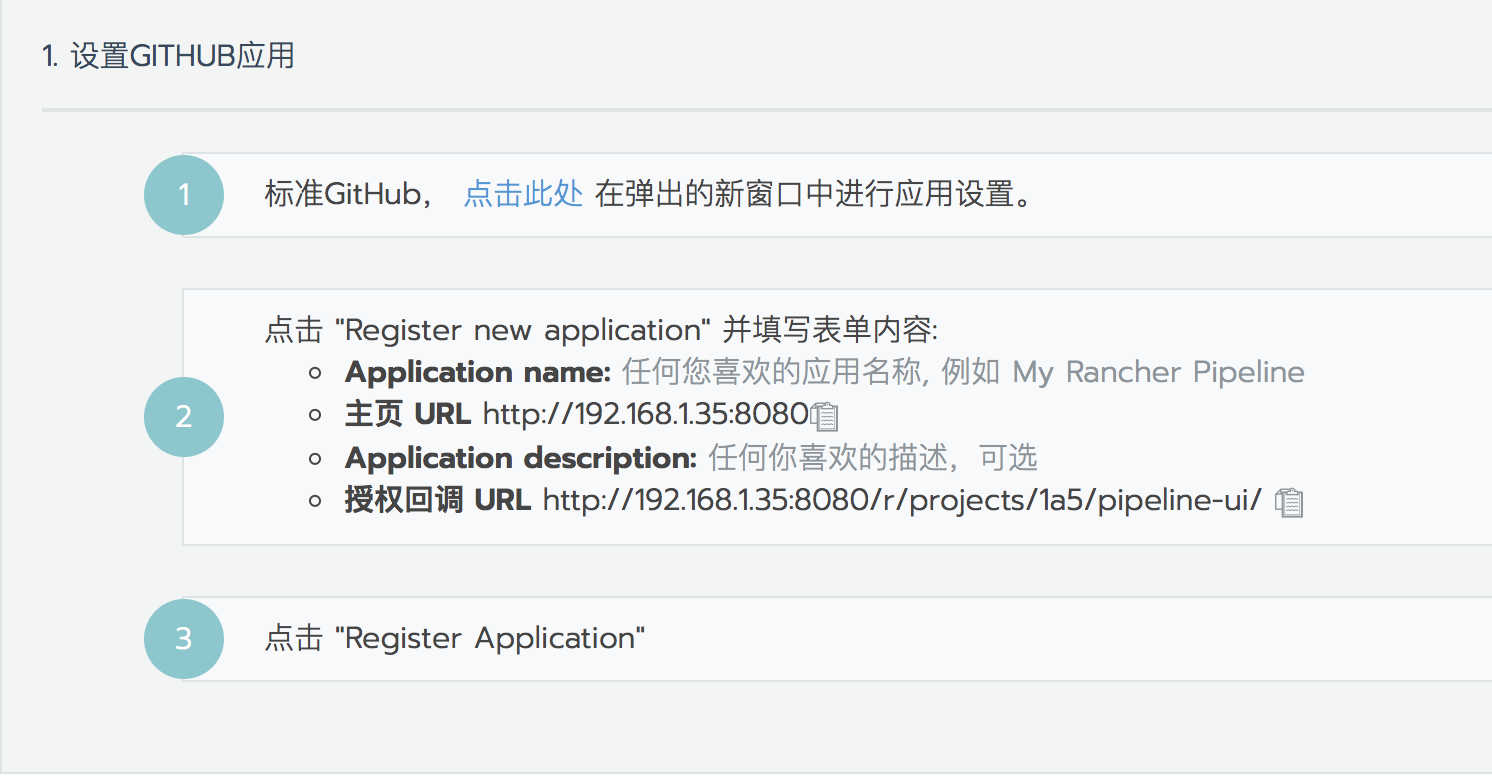 1. 设置GITHUB应用
1
标准GitHub， 点击此处 在弹出的新窗口中进行应用设置。
2
点击 "Register new application" 并填写表单内容:
Application name: 任何您喜欢的应用名称, 例如 My Rancher Pipeline
主页 URL http://192.168.1.35:8080
Application description: 任何你喜欢的描述，可选
授权回调 URL http://192.168.1.35:8080/r/projects/1a5/pipeline-ui/
3
点击 "Register Application"